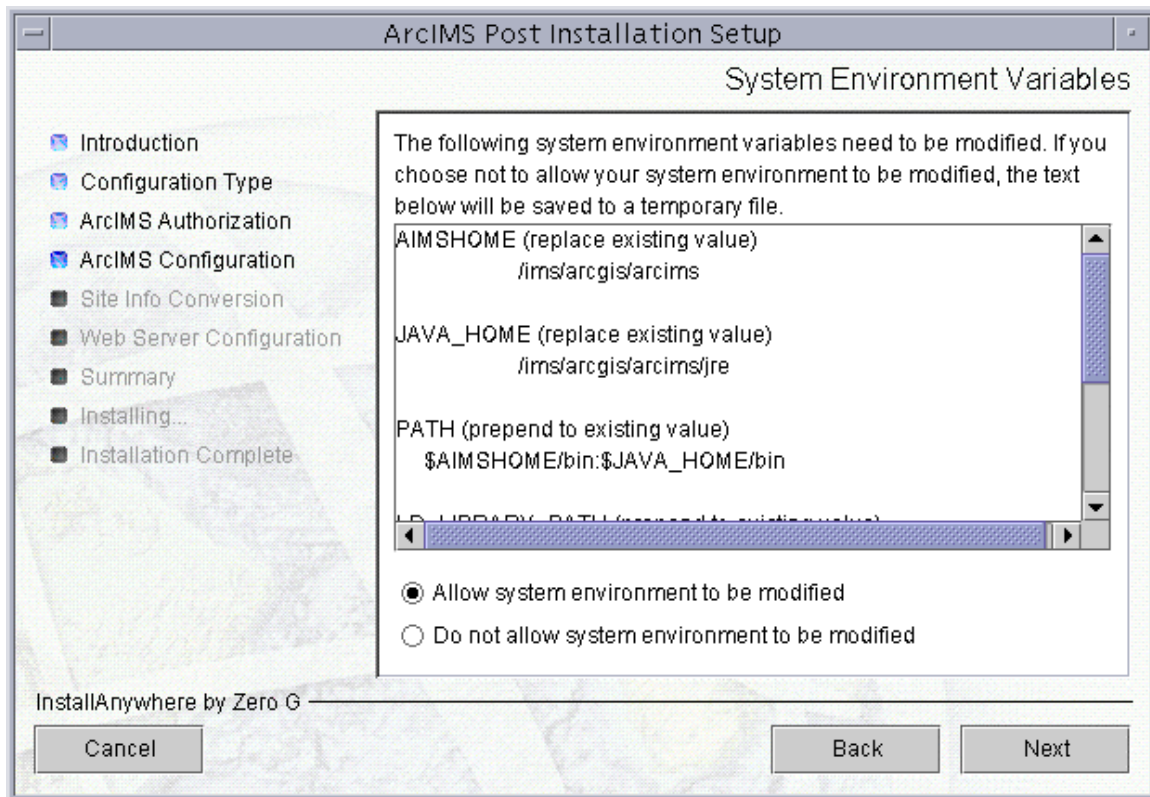 ArcIMS Post Installation Setup
System Environment Variables
Introduction
Configuration Type
ArcIMS Authorization
ArcIMS Configuration
Site Info Conversion
Web Server Configuration
Summary
Installing...
Installation Complete
The following system environment variables need to be modified. If you
choose not to allow your system environment to be modified, the text
below will be saved to a temporary file.
AIMSHOME (replace existing value)
/ims/arcgis/arcims
JAVA_HOME (replace existing value)
/ims/arcgis/arcims/jre
PATH (prepend to existing value)
$AIMSHOME/bin:$JAVA_HOME/bin
LD_LIBRARY_PATH (prepend to existing value)
Allow system environment to be modified
Do not allow system environment to be modified
InstallAnywhere by Zero G
Cancel
Back
Next